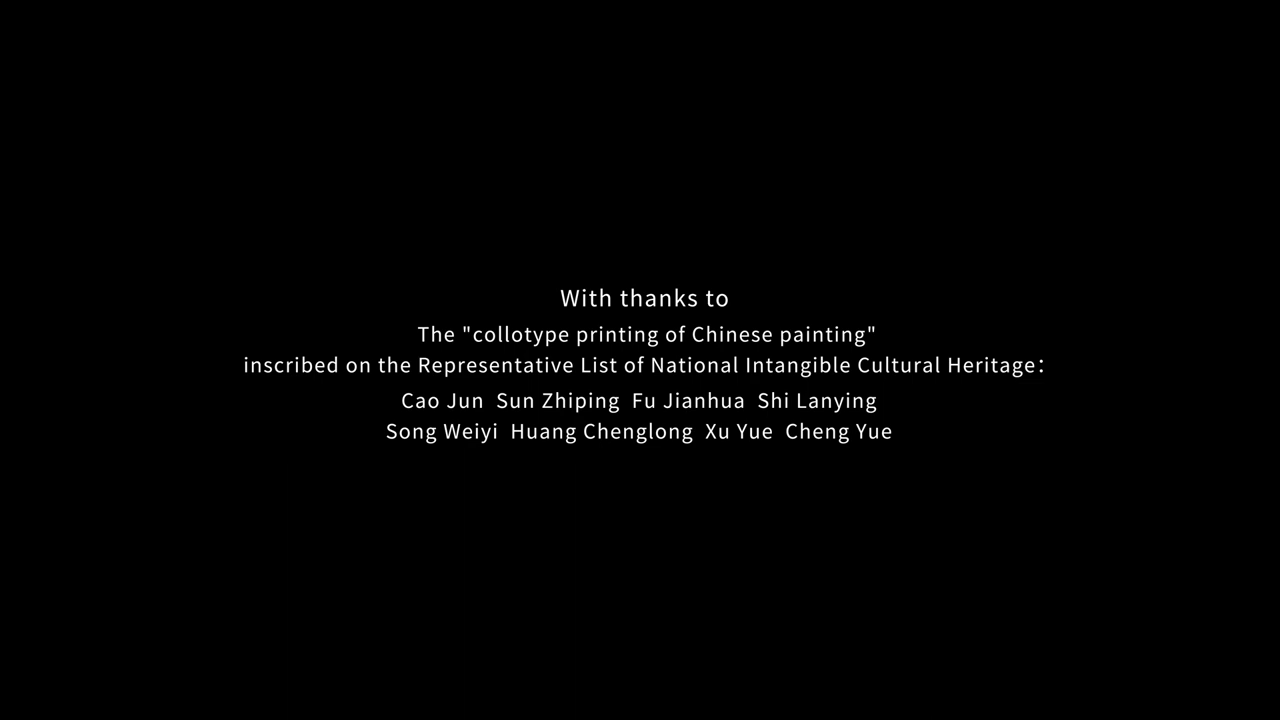 With thanks to
The "collotype printing of Chinese painting"
inscribed on the Representative List of National Intangible Cultural Heritage：
Cao Jun  Sun Zhiping  Fu Jianhua  Shi Lanying
Song Weiyi  Huang Chenglong  Xu Yue  Cheng Yue